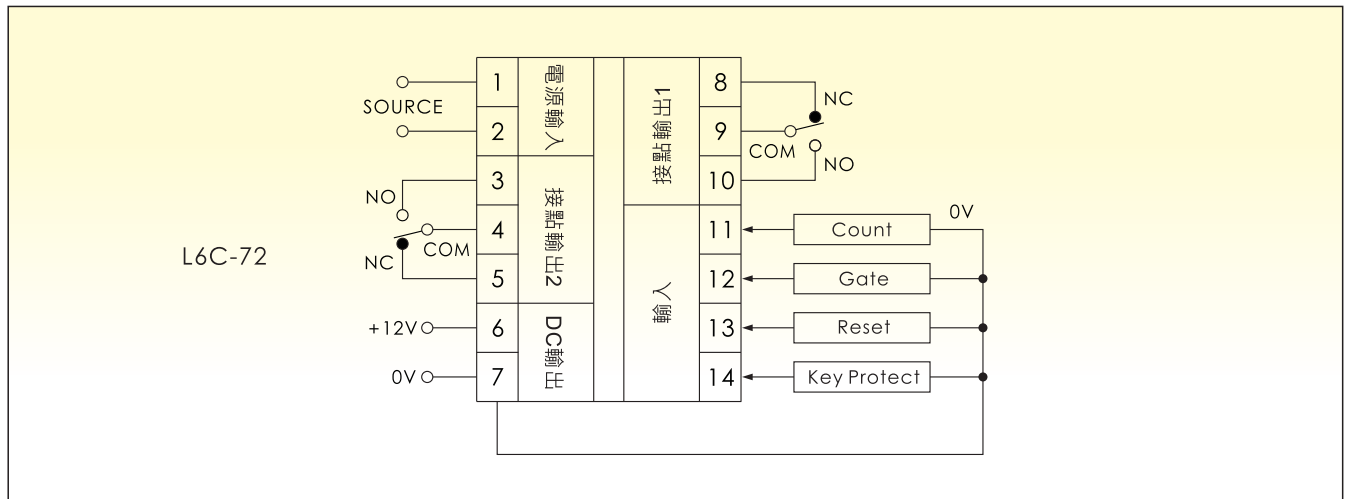 L6C-72
SOURCE
NO
COM
NC
+12V
0V
1
2
3
4
5
6
7
電源輸入
接點輸出2
DC輸出
接點輸出1
輸入
8
9
10
11
12
13
14
NC
COM
NO
0V
Count
Gate
Reset
Key Protect